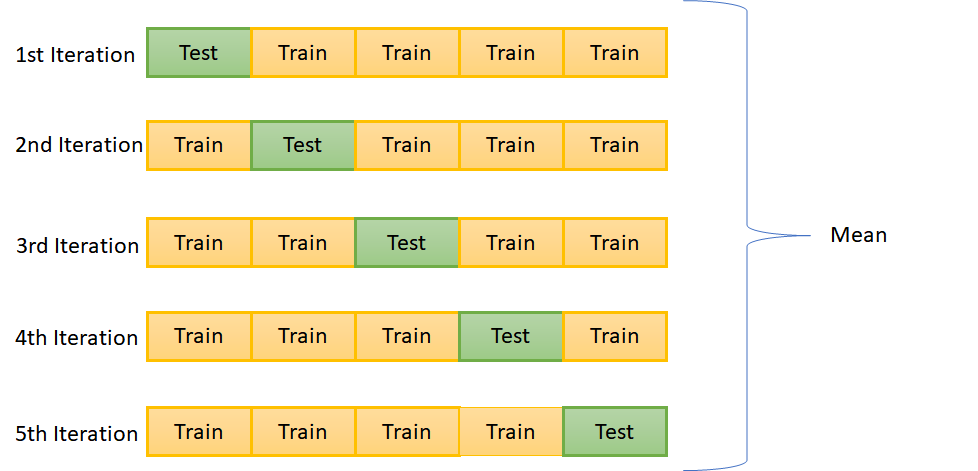 1st Iteration Test Train Train Train Train
2nd Iteration Train Test Train Train Train
3rd Iteration Train Train Test Train Train
Mean
4th Iteration Train Train Train Test Train
5th Iteration Train Train Train Train Test